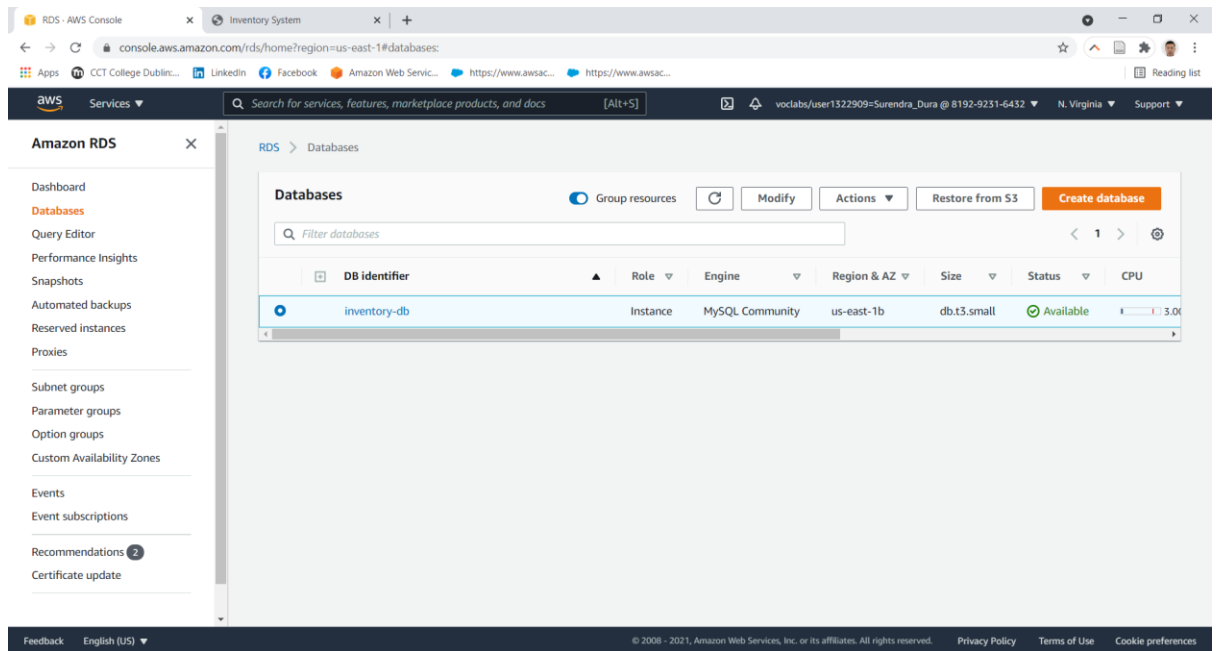 RDS · AWS Console
Inventory System
console.aws.amazon.com/rds/home?region=us-east-1#databases:
Apps CCT College Dublin:... LinkedIn Facebook Amazon Web Servic... https://www.awsac... https://www.awsac... Reading list
aws Services Search for services, features, marketplace products, and docs [Alt+S] voclabs/user1322909=Surendra_Dura @ 8192-9231-6432 N. Virginia Support
Amazon RDS
Dashboard
Databases
Query Editor
Performance Insights
Snapshots
Automated backups
Reserved instances
Proxies
Subnet groups
Parameter groups
Option groups
Custom Availability Zones
Events
Event subscriptions
Recommendations 2
Certificate update
RDS > Databases
Databases Group resources Modify Actions Restore from S3 Create database
Filter databases 1
DB identifier Role Engine Region & AZ Size Status CPU
inventory-db Instance MySQL Community us-east-1b db.t3.small Available 3.00
Feedback English (US) © 2008 - 2021, Amazon Web Services, Inc. or its affiliates. All rights reserved. Privacy Policy Terms of Use Cookie preferences